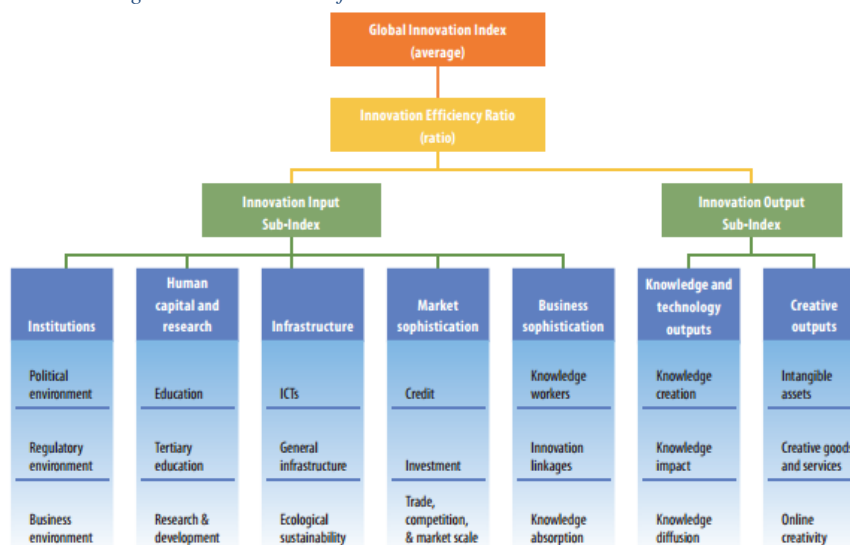 Global Innovation Index
(average)
Innovation Efficiency Ratio
(ratio)
Innovation Input
Sub-Index
Innovation Output
Sub-Index
Institutions
Human
capital and
research
Infrastructure
Market
sophistication
Business
sophistication
Knowledge and
technology
outputs
Creative
outputs
Political
environment
Education
ICTs
Credit
Knowledge
workers
Knowledge
creation
Intangible
assets
Regulatory
environment
Tertiary
education
General
infrastructure
Investment
Innovation
linkages
Knowledge
impact
Creative goods
and services
Business
environment
Research &
development
Ecological
sustainability
Trade,
competition,
& market scale
Knowledge
absorption
Knowledge
diffusion
Online
creativity